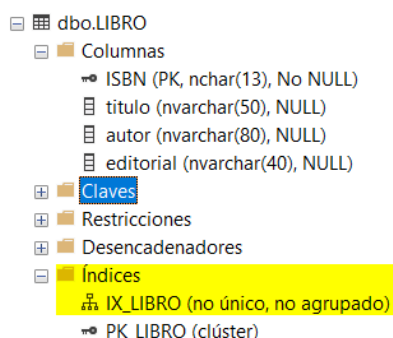 dbo.LIBRO
Columnas
ISBN (PK, nchar(13), No NULL)
titulo (nvarchar(50), NULL)
autor (nvarchar(80), NULL)
editorial (nvarchar(40), NULL)
Claves
Restricciones
Desencadenadores
Índices
IX_LIBRO (no único, no agrupado)
PK_LIBRO (clúster)